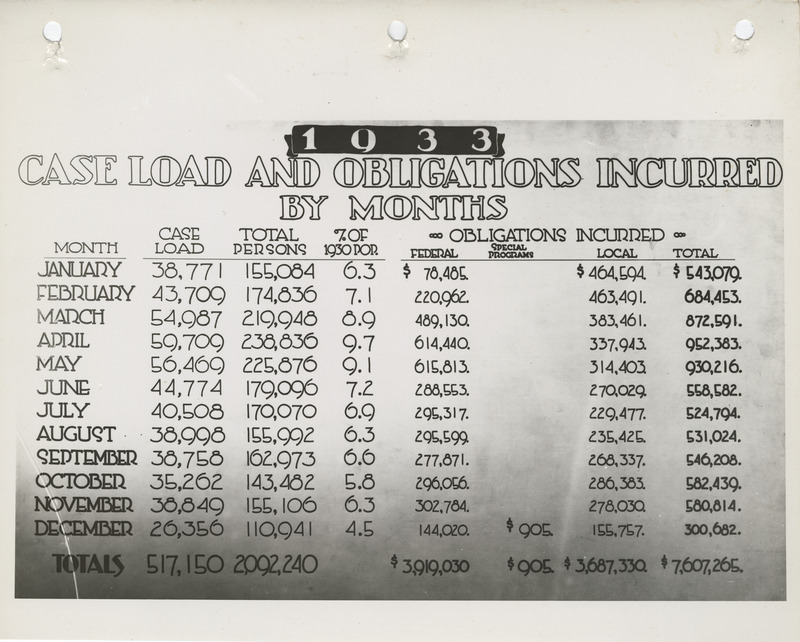 1933
CASE LOAD AND OBLIGATIONS INCURRED
BY MONTHS
MONTH CASE LOAD TOTAL PERSONS % OF 1930 POP. OBLIGATIONS INCURRED
FEDERAL SPECIAL PROGRAMS LOCAL TOTAL
JANUARY 38,771 155,084 6.3 $ 78,485. $ 464,594. $ 543,079.
FEBRUARY 43,709 174,836 7.1 220,962. 463,491. 684,453.
MARCH 54,987 219,948 8.9 489,130. 383,461. 872,591.
APRIL 59,709 238,836 9.7 614,440. 337,943. 952,383.
MAY 56,469 225,876 9.1 615,813. 314,403. 930,216.
JUNE 44,774 179,096 7.2 288,553. 270,029. 558,582.
JULY 40,508 170,070 6.9 295,317. 229,477. 524,794.
AUGUST 38,998 155,992 6.3 295,599. 235,425. 531,024.
SEPTEMBER 38,758 162,973 6.6 277,871. 268,337. 546,208.
OCTOBER 35,262 143,482 5.8 296,056. 286,383. 582,439.
NOVEMBER 38,849 155,106 6.3 302,784. 278,030. 580,814.
DECEMBER 26,356 110,941 4.5 144,020. $ 905. 155,757. 300,682.
TOTALS 517,150 2,092,240 $ 3,919,030 $ 905. $ 3,687,330. $ 7,607,265.